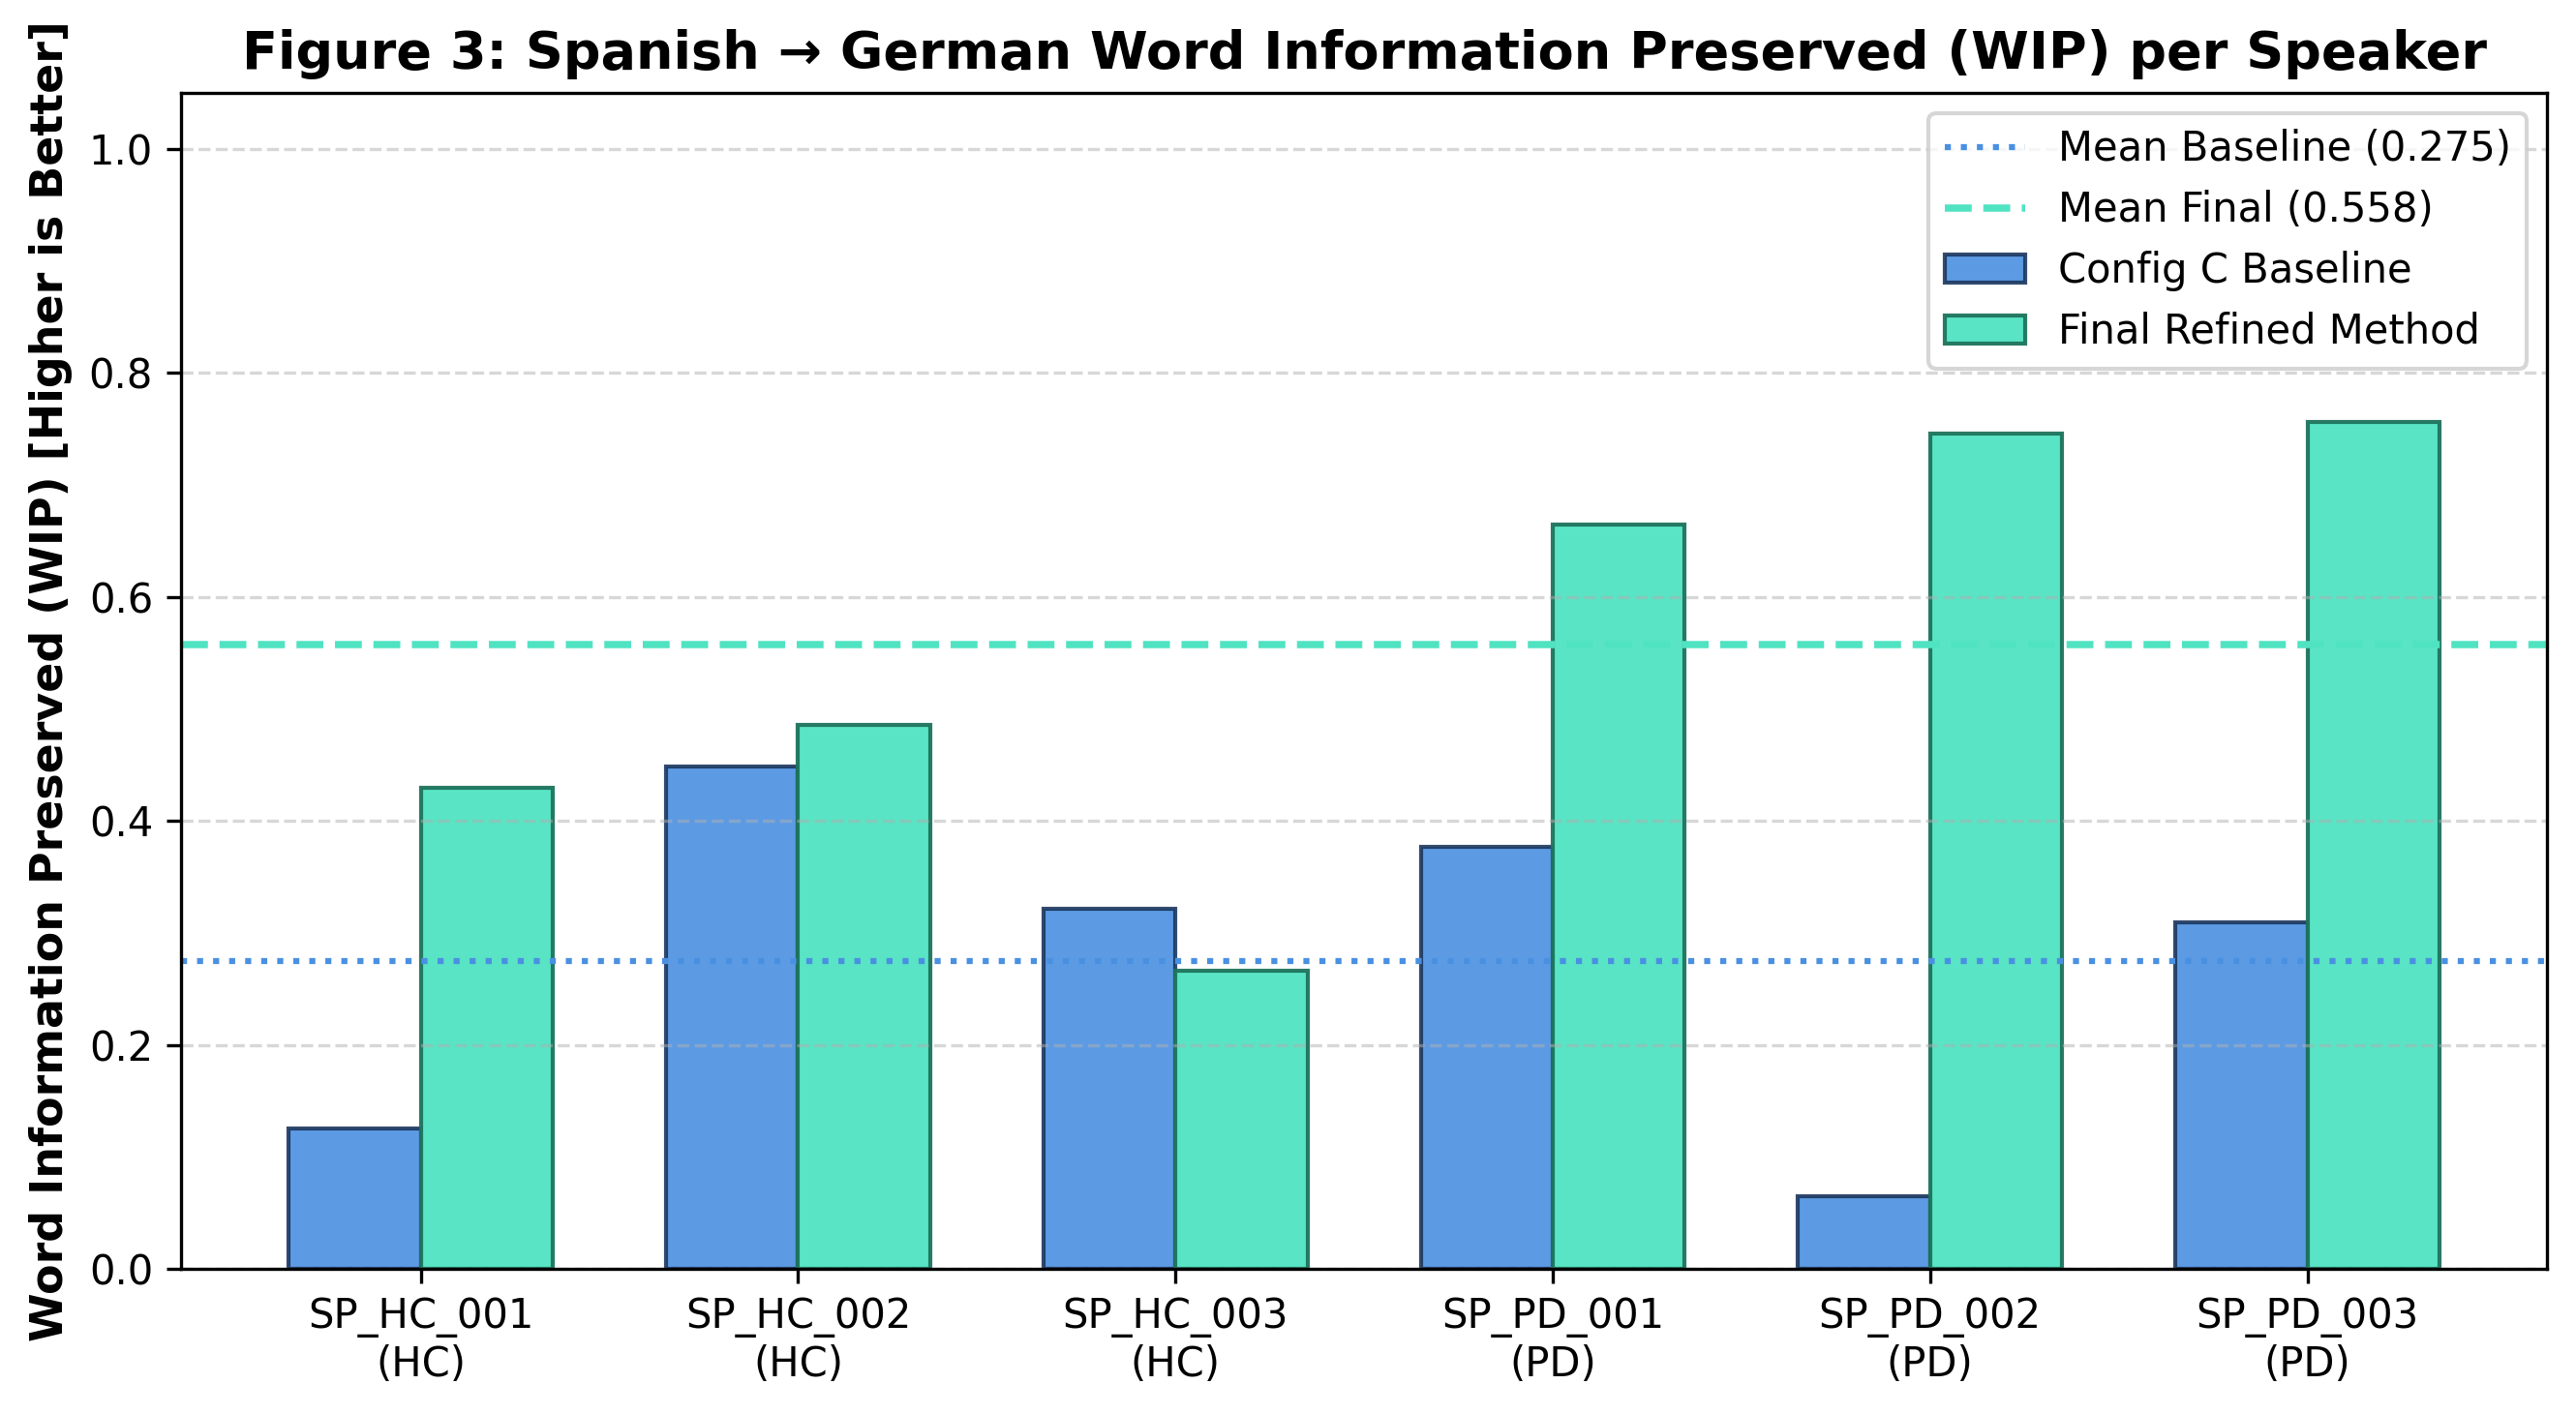 Figure 3: Spanish → German Word Information Preserved (WIP) per Speaker
Word Information Preserved (WIP) [Higher is Better]
1.0
0.8
0.6
0.4
0.2
0.0
Mean Baseline (0.275)
Mean Final (0.558)
Config C Baseline
Final Refined Method
SP_HC_001
(HC)
SP_HC_002
(HC)
SP_HC_003
(HC)
SP_PD_001
(PD)
SP_PD_002
(PD)
SP_PD_003
(PD)